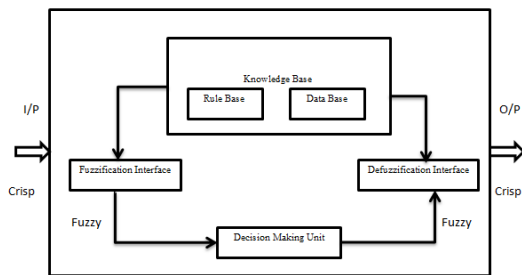 Knowledge Base
Rule Base
Data Base
I/P
O/P
Fuzzification Interface
Defuzzification Interface
Crisp
Crisp
Fuzzy
Fuzzy
Decision Making Unit